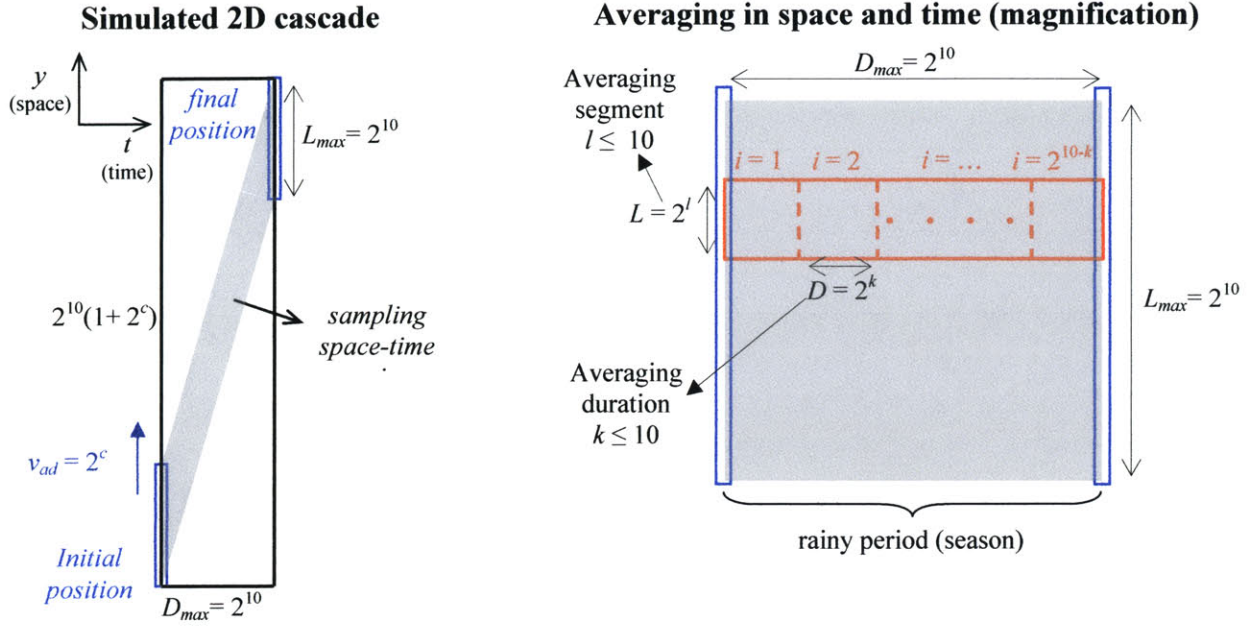 Simulated 2D cascade
y
(space)
t
(time)
final
position
L_max = 2^10
2^10(1+ 2^c)
sampling
space-time
v_ad = 2^c
Initial
position
D_max = 2^10
Averaging in space and time (magnification)
D_max = 2^10
Averaging
segment
l ≤ 10
i = 1 i = 2 i = ... i = 2^10-k
L = 2^l
D = 2^k
L_max = 2^10
Averaging
duration
k ≤ 10
rainy period (season)